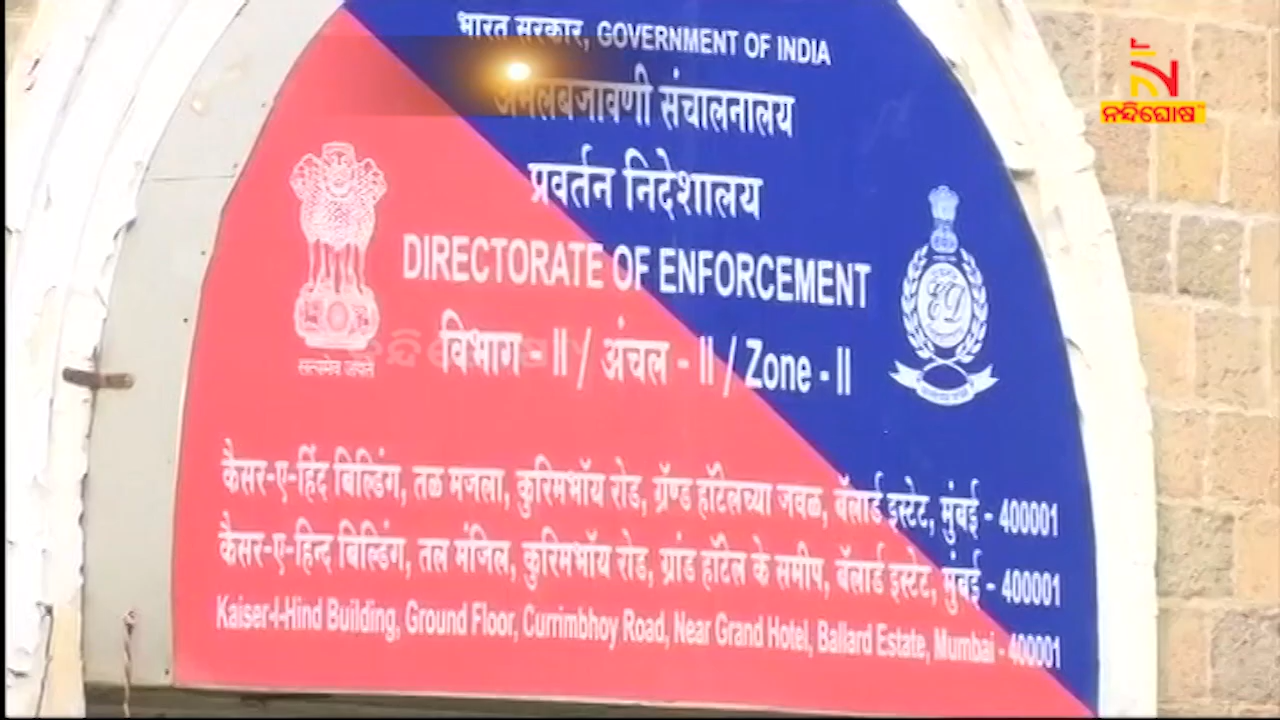 भारत सरकार, GOVERNMENT OF INDIA
अंमलबजावणी संचालनालय
ନନ୍ଦିଘୋଷ
प्रवर्तन निदेशालय
DIRECTORATE OF ENFORCEMENT
विभाग - II / अंचल - II / Zone - II
सत्यमेव जयते
कैसर-ए-हिंद बिल्डिंग, तळ मजला, कुरिमभॉय रोड, ग्रॅण्ड हॉटेलच्या जवळ, बॅलार्ड इस्टेट, मुंबई - 400001
कैसर-ए-हिन्द बिल्डिंग, तल मंजिल, कुरिमभॉय रोड, ग्रांड हॉटेल के समीप, बॅलार्ड इस्टेट, मुंबई - 400001
Kaiser-I-Hind Building, Ground Floor, Currimbhoy Road, Near Grand Hotel, Ballard Estate, Mumbai - 400001